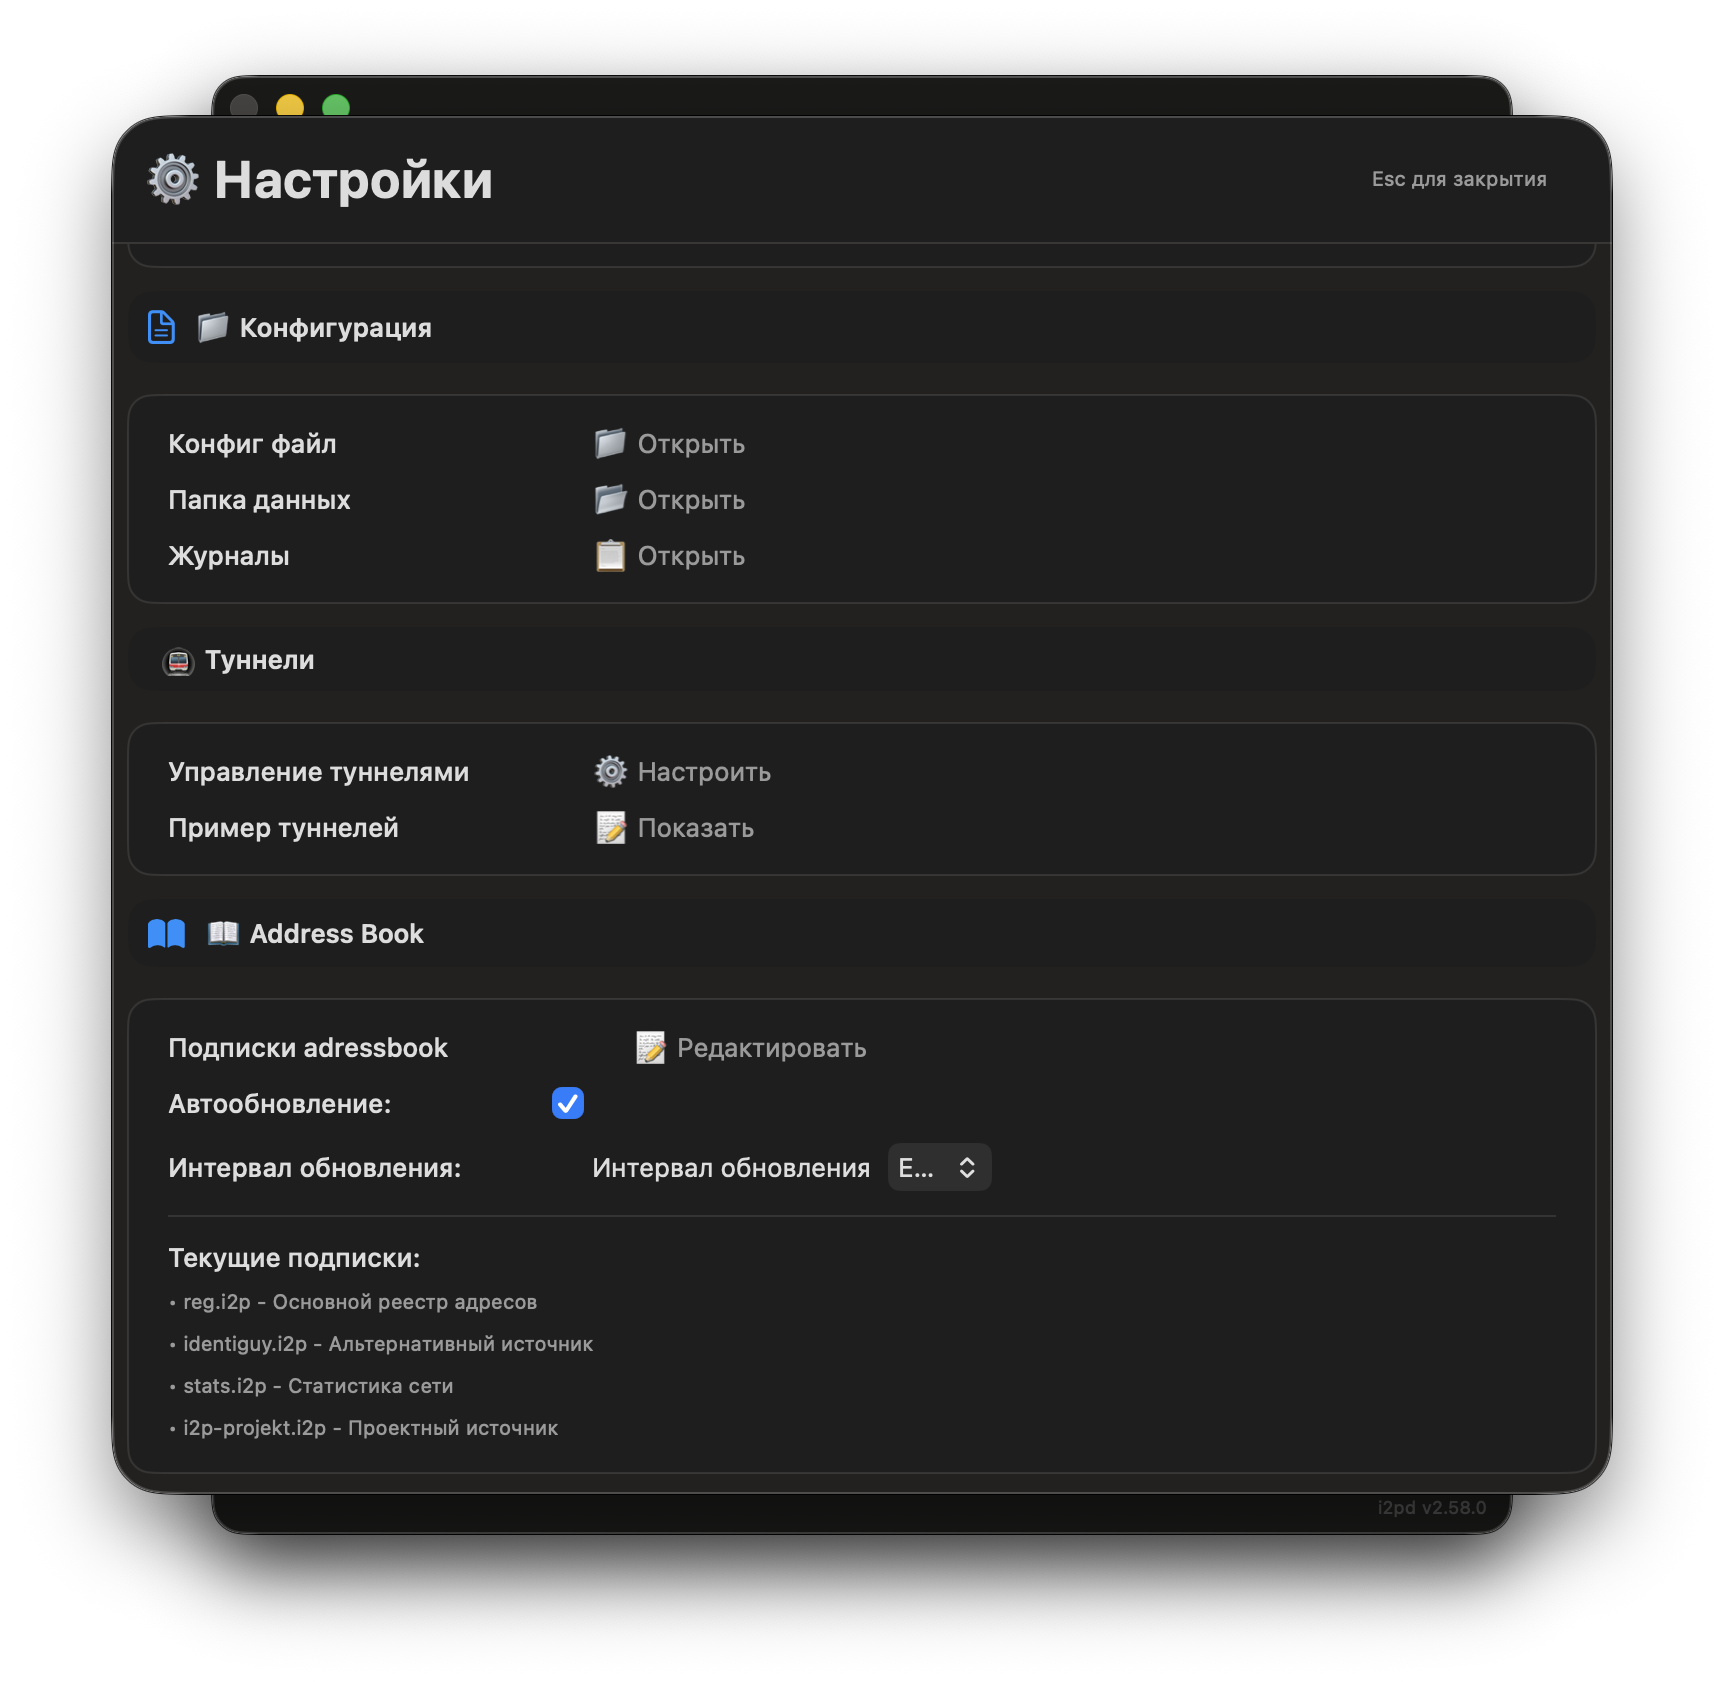 Настройки
Esc для закрытия
Конфигурация
Конфиг файл Открыть
Папка данных Открыть
Журналы Открыть
Туннели
Управление туннелями Настроить
Пример туннелей Показать
Address Book
Подписки adressbook Редактировать
Автообновление:
Интервал обновления: Интервал обновления Е...
Текущие подписки:
• reg.i2p - Основной реестр адресов
• identiguy.i2p - Альтернативный источник
• stats.i2p - Статистика сети
• i2p-projekt.i2p - Проектный источник
i2pd v2.58.0